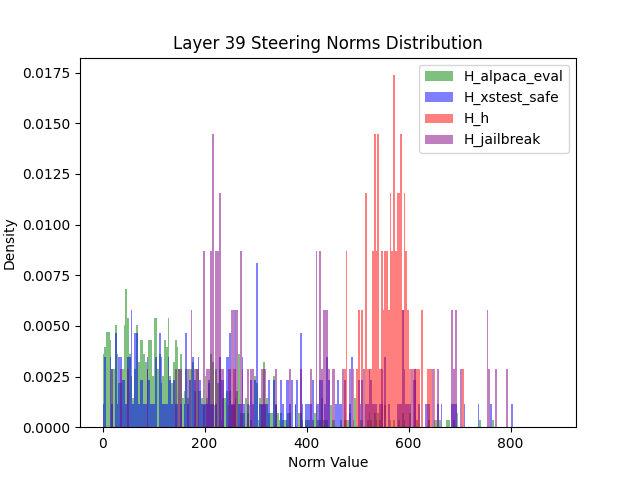 Layer 39 Steering Norms Distribution
H_alpaca_eval
H_xstest_safe
H_h
H_jailbreak
Density
0.0175
0.0150
0.0125
0.0100
0.0075
0.0050
0.0025
0.0000
0 200 400 600 800
Norm Value